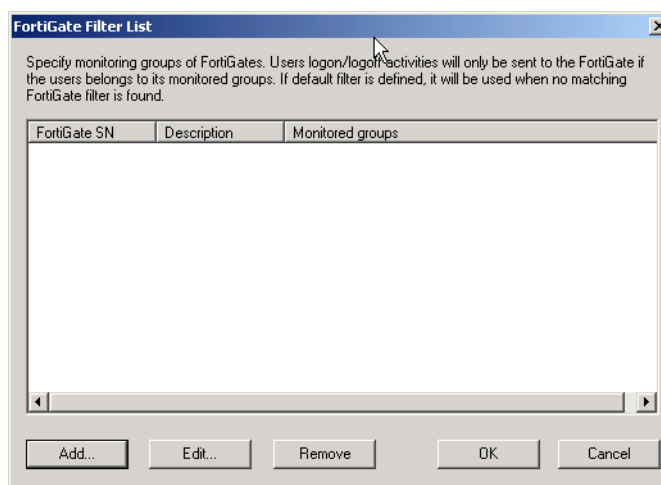 FortiGate Filter List
Specify monitoring groups of FortiGates. Users logon/logoff activities will only be sent to the FortiGate if
the users belongs to its monitored groups. If default filter is defined, it will be used when no matching
FortiGate filter is found.
FortiGate SN Description Monitored groups
Add... Edit... Remove OK Cancel